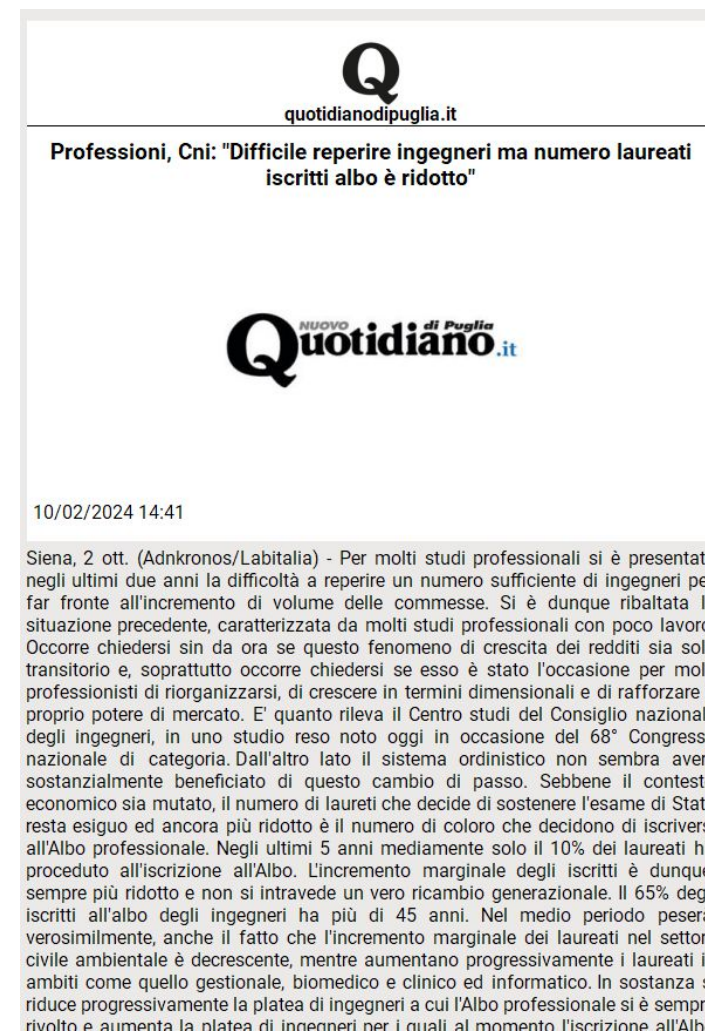 Q
quotidianodipuglia.it
Professioni, Cni: "Difficile reperire ingegneri ma numero laureati
iscritti albo è ridotto"
NUOVO Quotidiano di Puglia .it
10/02/2024 14:41
Siena, 2 ott. (Adnkronos/Labitalia) - Per molti studi professionali si è presentat
negli ultimi due anni la difficoltà a reperire un numero sufficiente di ingegneri pe
far fronte all'incremento di volume delle commesse. Si è dunque ribaltata l
situazione precedente, caratterizzata da molti studi professionali con poco lavoro
Occorre chiedersi sin da ora se questo fenomeno di crescita dei redditi sia sol
transitorio e, soprattutto occorre chiedersi se esso è stato l'occasione per mol
professionisti di riorganizzarsi, di crescere in termini dimensionali e di rafforzare
proprio potere di mercato. E' quanto rileva il Centro studi del Consiglio nazional
degli ingegneri, in uno studio reso noto oggi in occasione del 68° Congress
nazionale di categoria. Dall'altro lato il sistema ordinistico non sembra aver
sostanzialmente beneficiato di questo cambio di passo. Sebbene il contest
economico sia mutato, il numero di laureti che decide di sostenere l'esame di Stat
resta esiguo ed ancora più ridotto è il numero di coloro che decidono di iscrivers
all'Albo professionale. Negli ultimi 5 anni mediamente solo il 10% dei laureati h
proceduto all'iscrizione all'Albo. L'incremento marginale degli iscritti è dunque
sempre più ridotto e non si intravede un vero ricambio generazionale. Il 65% deg
iscritti all'albo degli ingegneri ha più di 45 anni. Nel medio periodo peser
verosimilmente, anche il fatto che l'incremento marginale dei laureati nel settor
civile ambientale è decrescente, mentre aumentano progressivamente i laureati i
ambiti come quello gestionale, biomedico e clinico ed informatico. In sostanza s
riduce progressivamente la platea di ingegneri a cui l'Albo professionale si è sempr
rivolto e aumenta la platea di ingegneri per i quali al momento l'iscrizione all'Alb